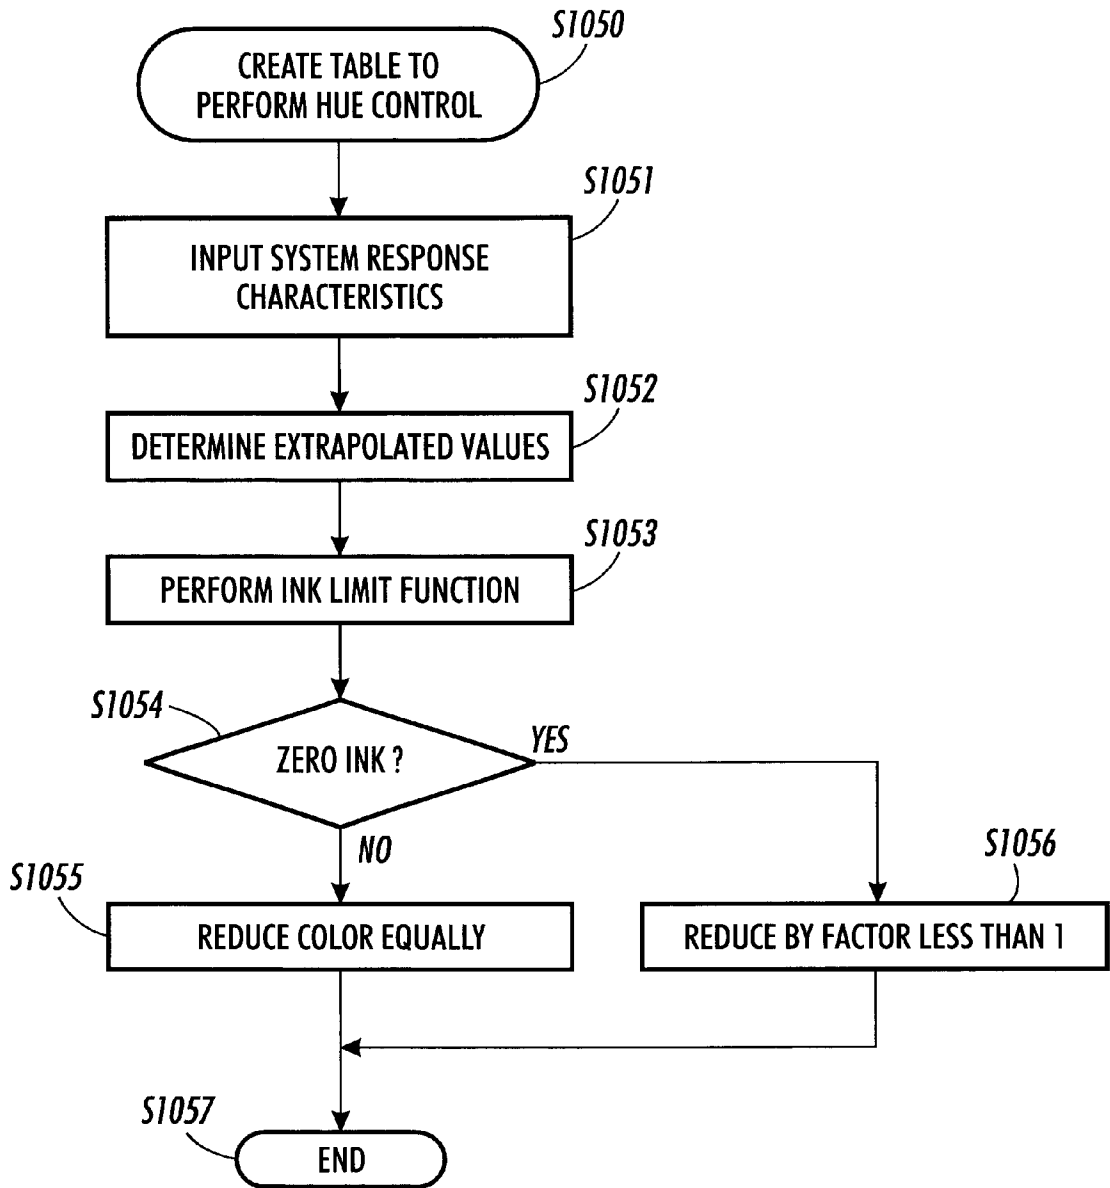 S1050
CREATE TABLE TO
PERFORM HUE CONTROL
S1051
INPUT SYSTEM RESPONSE
CHARACTERISTICS
S1052
DETERMINE EXTRAPOLATED VALUES
S1053
PERFORM INK LIMIT FUNCTION
S1054
ZERO INK ?
YES
NO
S1055
REDUCE COLOR EQUALLY
S1056
REDUCE BY FACTOR LESS THAN 1
S1057
END